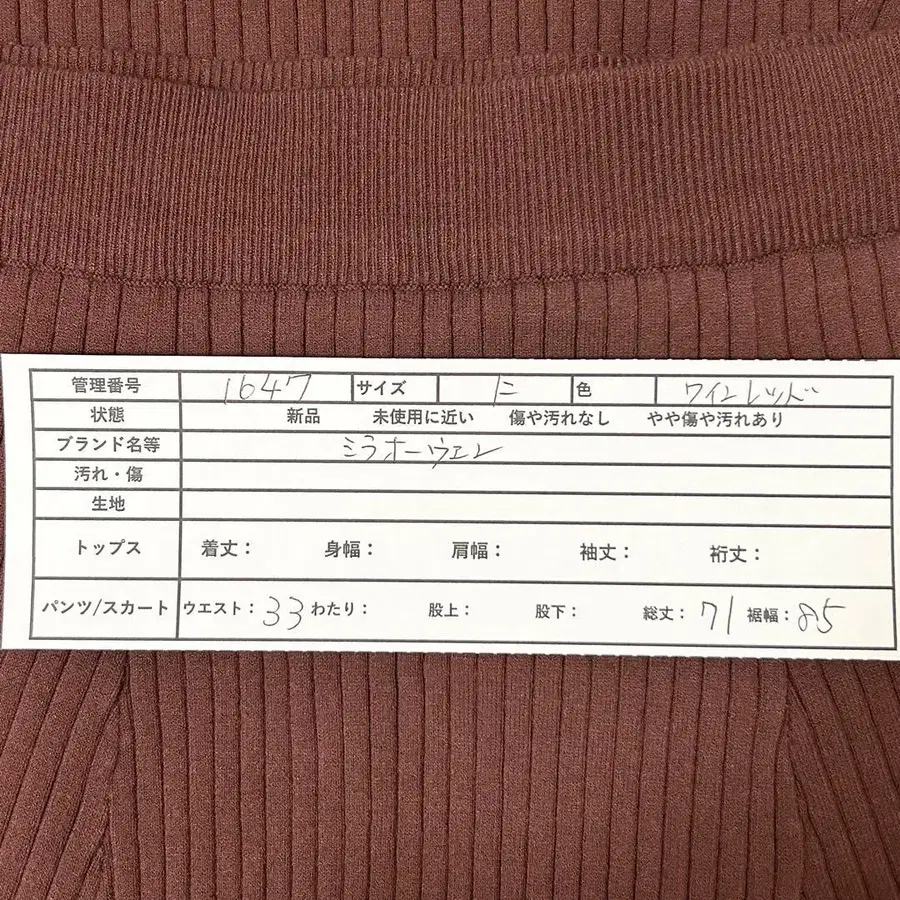 管理番号 1647 サイズ 色 ワインレッド
状態 新品 未使用に近い 傷や汚れなし やや傷や汚れあり
ブランド名等 ミラオーウェン
汚れ・傷
生地
トップス 着丈： 身幅： 肩幅： 袖丈： 裄丈：
パンツ/スカート ウエスト：33 わたり： 股上： 股下： 総丈：71 裾幅：85